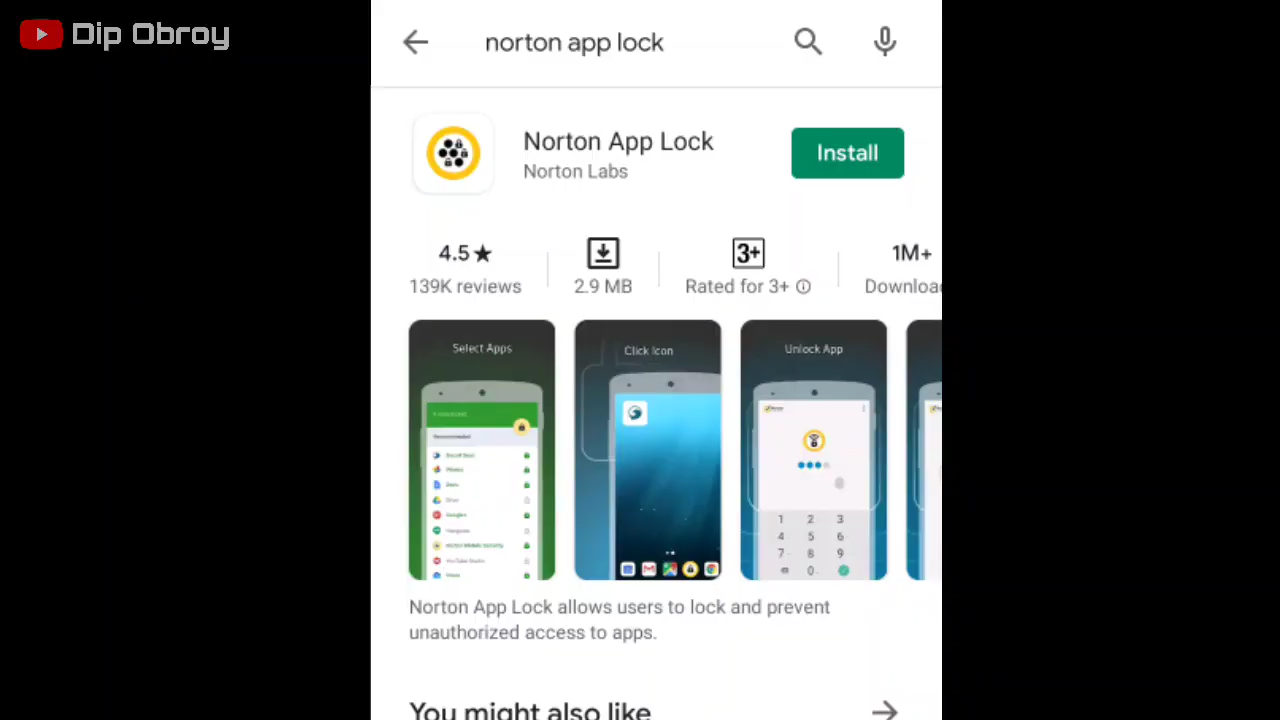 Dip Obroy
norton app lock
Norton App Lock
Norton Labs
Install
4.5★
139K reviews
2.9 MB
3+
Rated for 3+
1M+
Downloa
Select Apps
Click Icon
Unlock App
Recommended
1 2 3
4 5 6
7 8 9
0
Norton App Lock allows users to lock and prevent
unauthorized access to apps.
You might also like